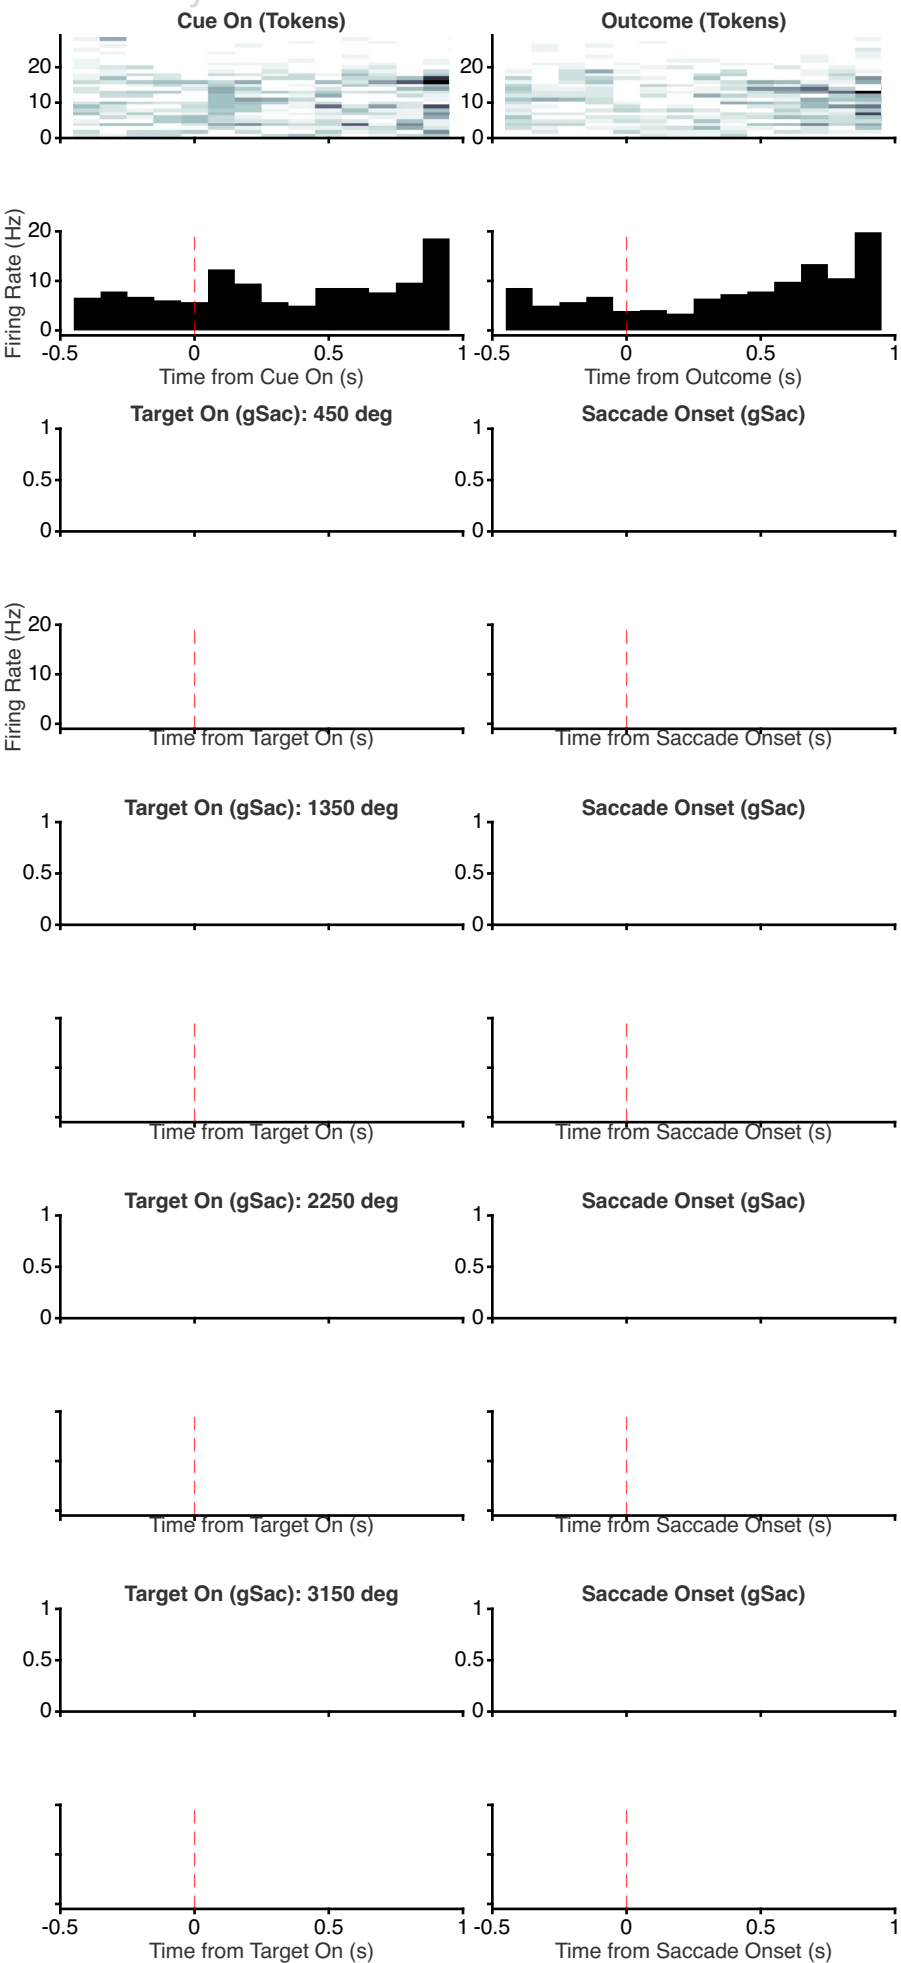 Cue On (Tokens) Outcome (Tokens)
20 20
10 10
0 0
Firing Rate (Hz)
20
10
0
-0.5 0 0.5 1 -0.5 0 0.5 1
Time from Cue On (s) Time from Outcome (s)
Target On (gSac): 450 deg Saccade Onset (gSac)
1 1
0.5 0.5
0 0
Firing Rate (Hz)
20
10
0
Time from Target On (s) Time from Saccade Onset (s)
Target On (gSac): 1350 deg Saccade Onset (gSac)
1 1
0.5 0.5
0 0
Time from Target On (s) Time from Saccade Onset (s)
Target On (gSac): 2250 deg Saccade Onset (gSac)
1 1
0.5 0.5
0 0
Time from Target On (s) Time from Saccade Onset (s)
Target On (gSac): 3150 deg Saccade Onset (gSac)
1 1
0.5 0.5
0 0
-0.5 0 0.5 1 -0.5 0 0.5 1
Time from Target On (s) Time from Saccade Onset (s)